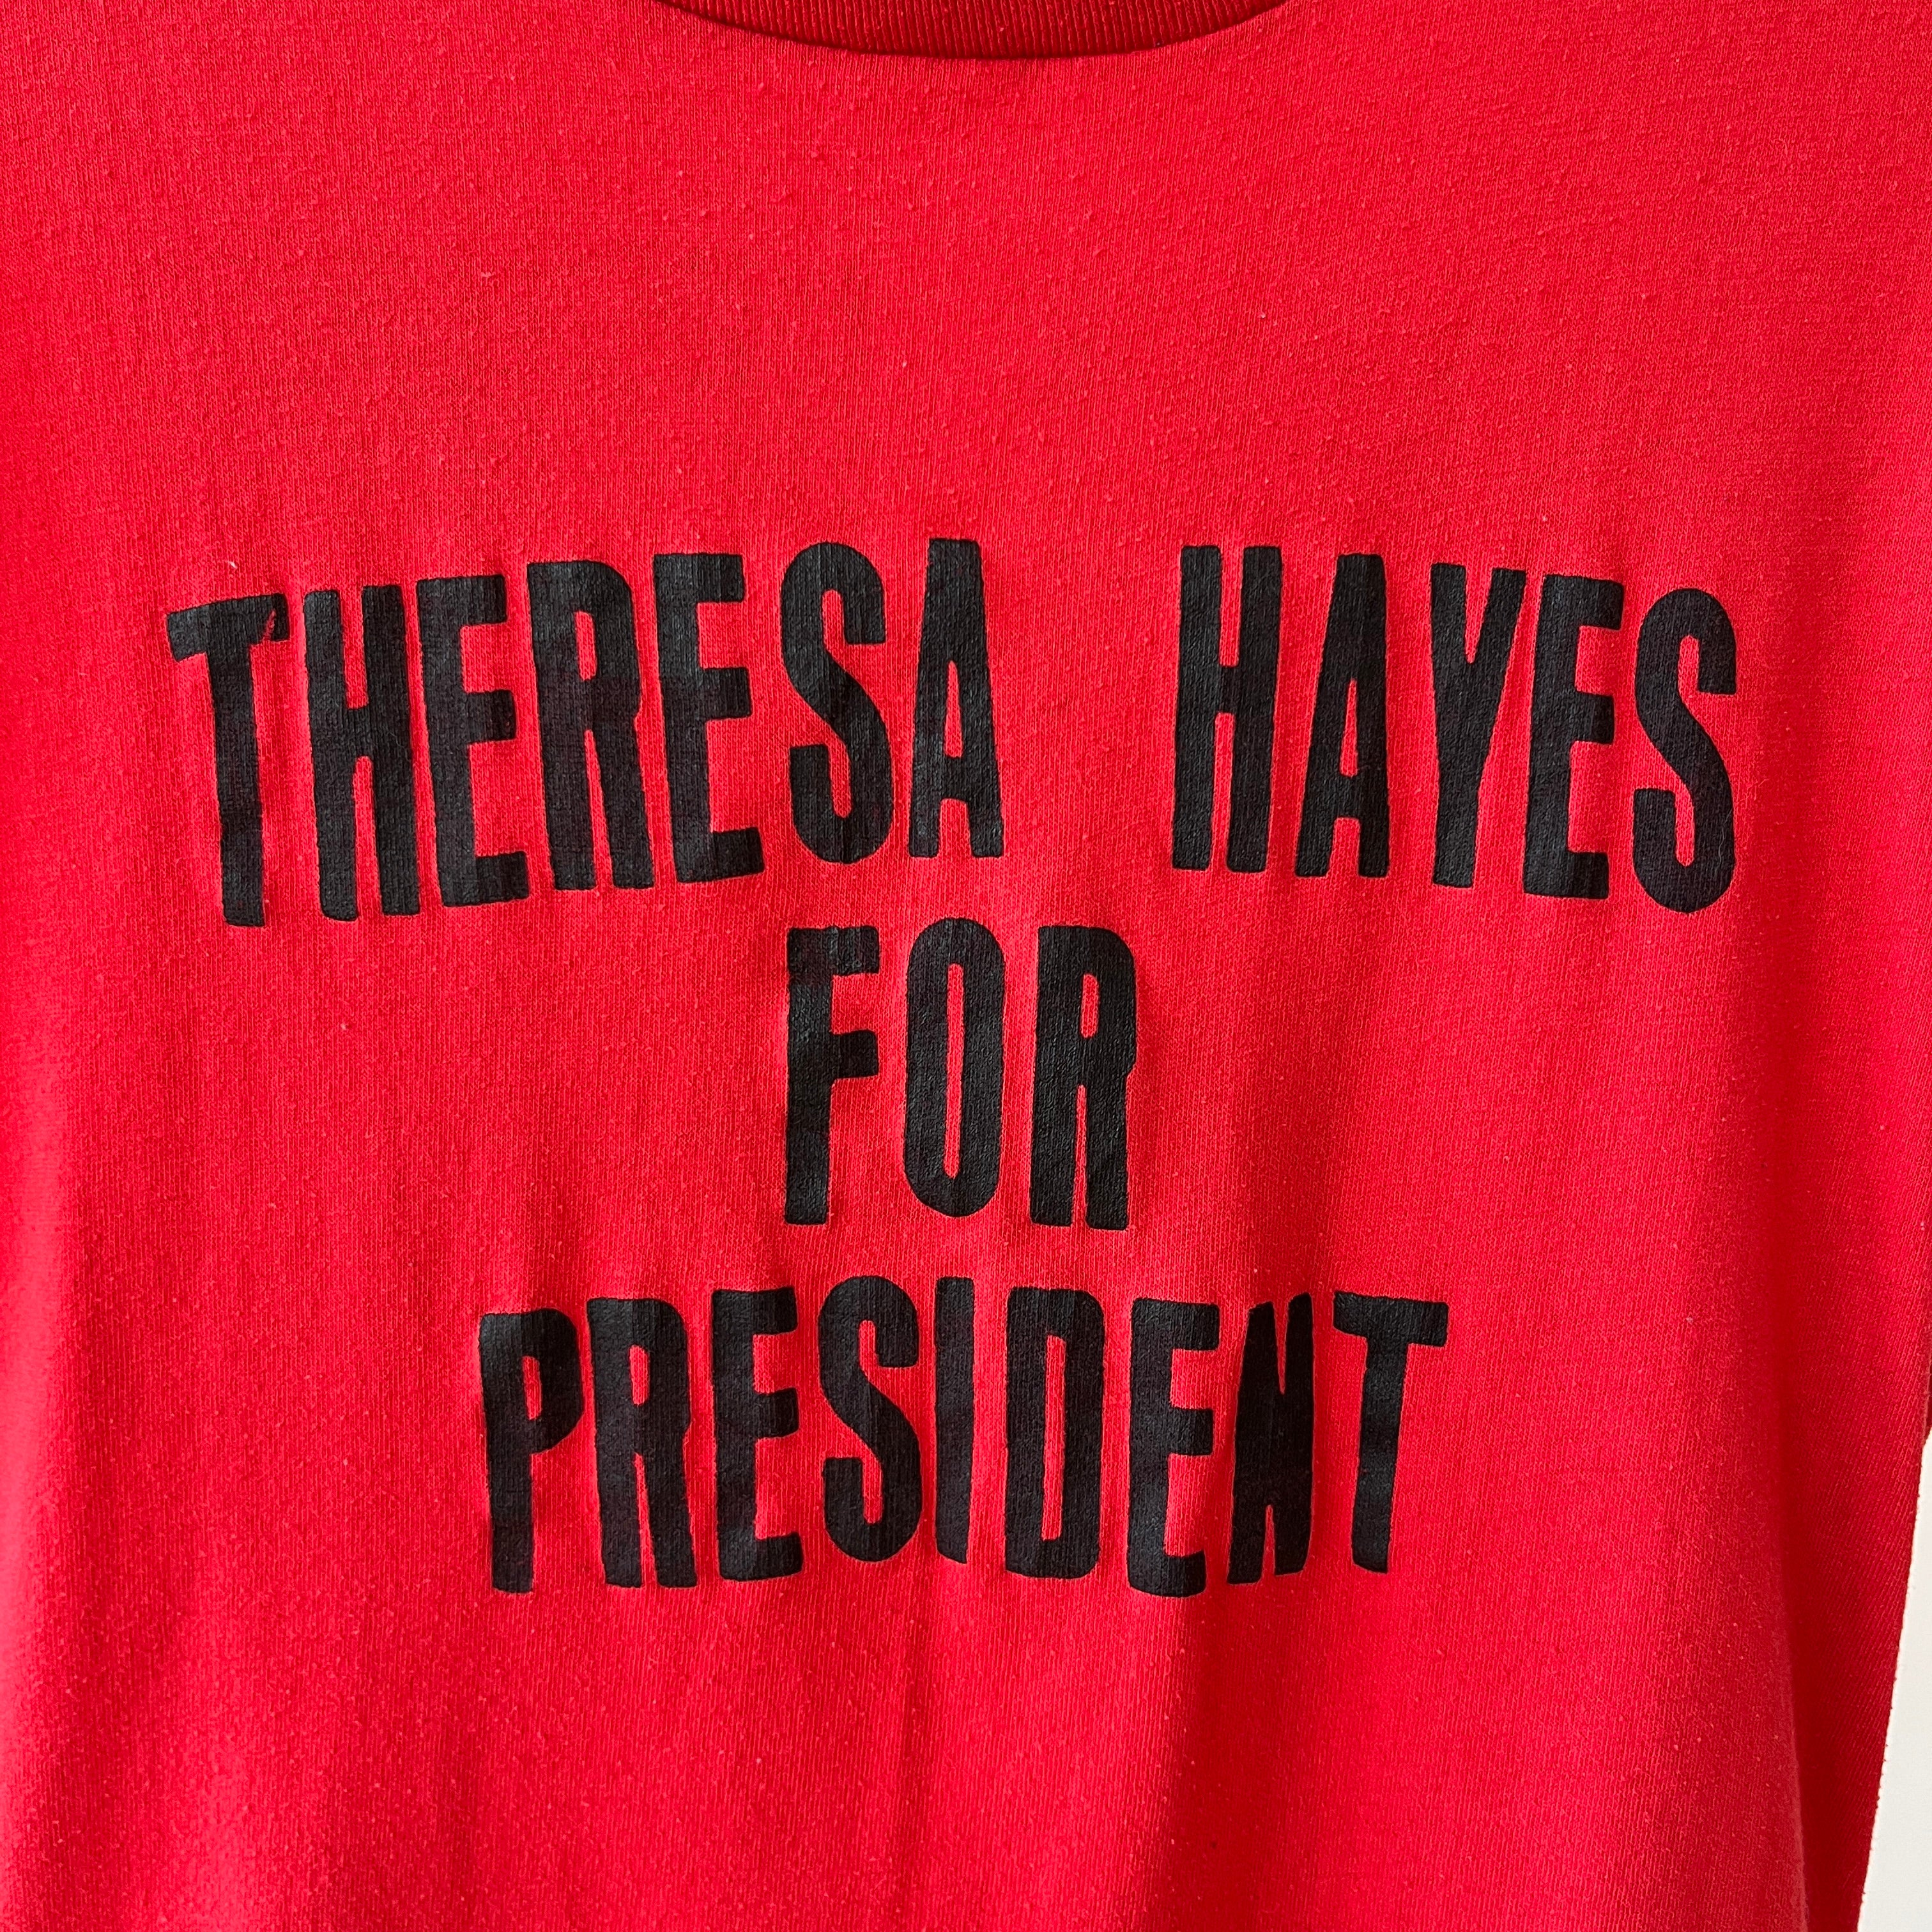 THERESA HAYES
FOR
PRESIDENT